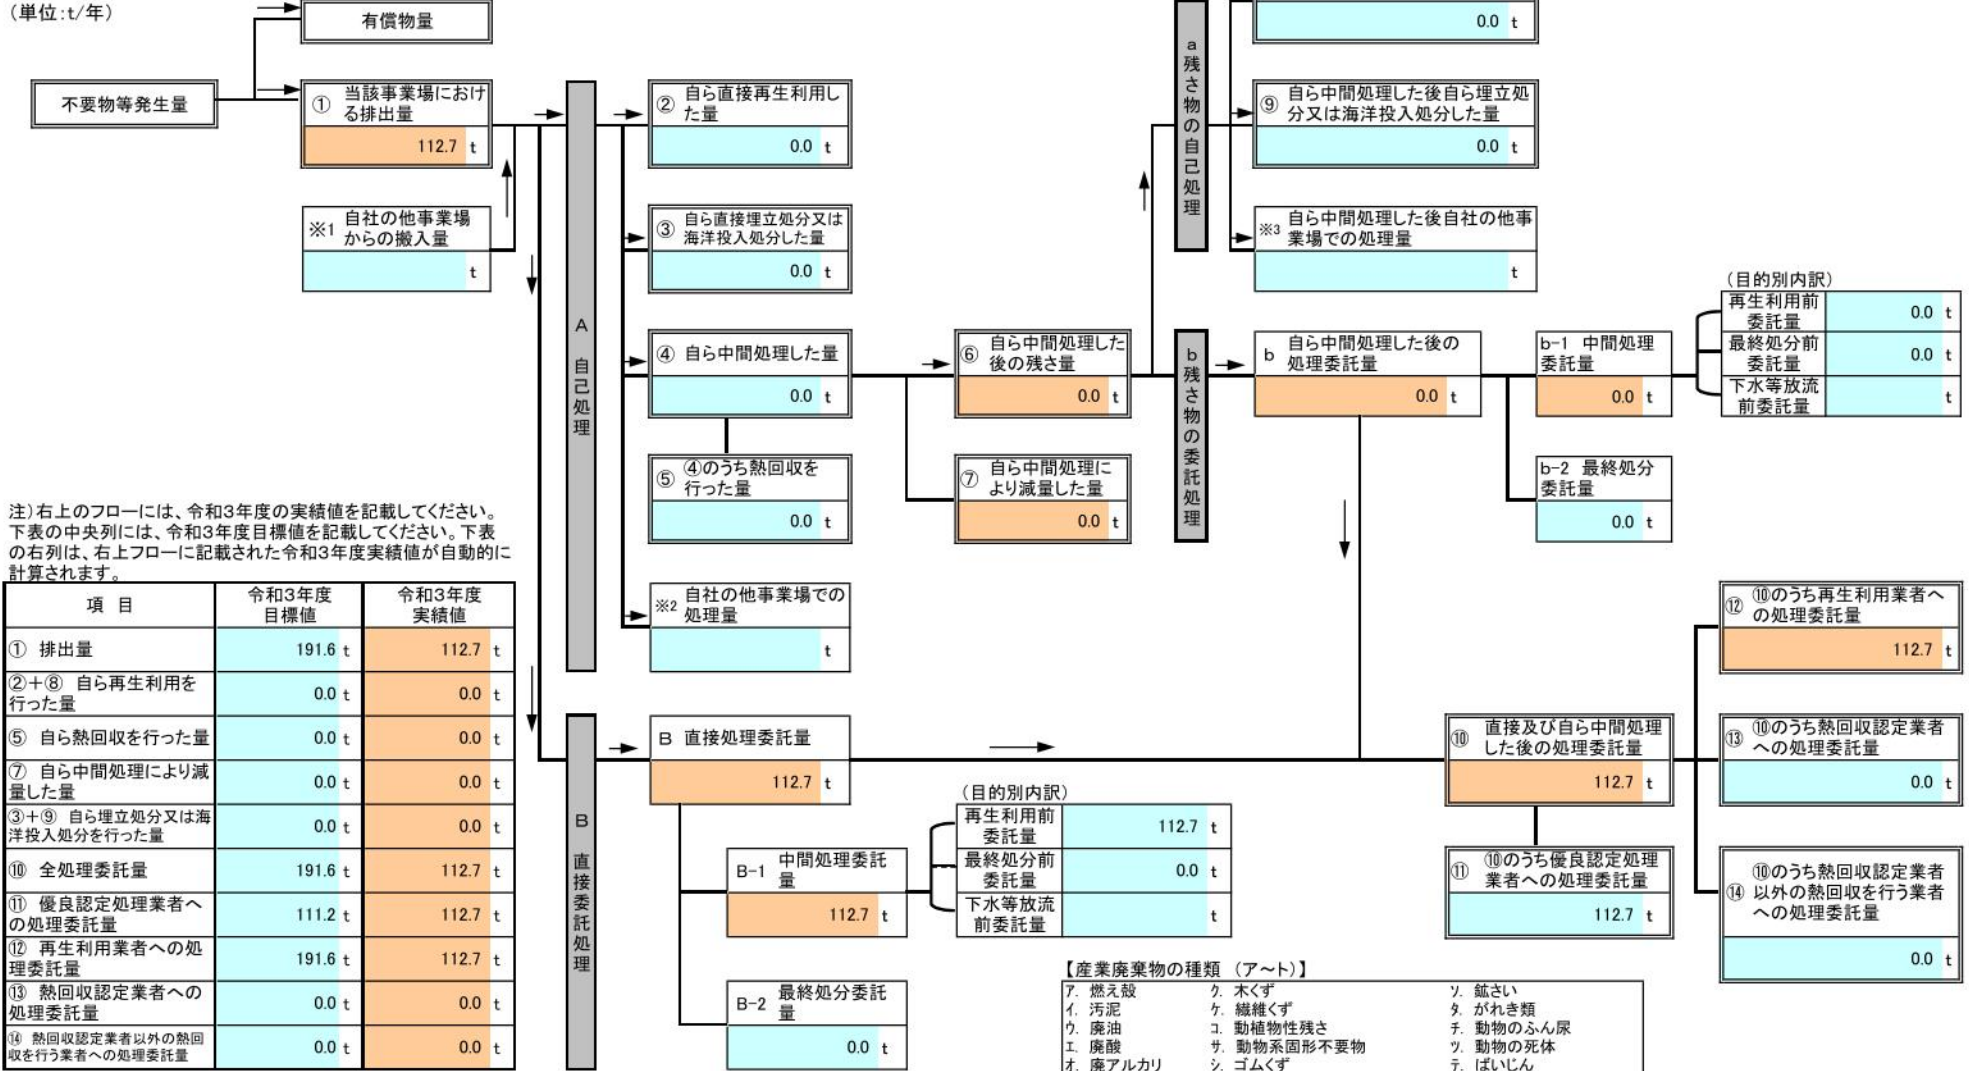 (単位:t/年)
有償物量
不要物等発生量
① 当該事業場におけ
る排出量
112.7 t
※1 自社の他事業場
からの搬入量
t
A 自己処理
② 自ら直接再生利用し
た量
0.0 t
③ 自ら直接埋立処分又は
海洋投入処分した量
0.0 t
④ 自ら中間処理した量
0.0 t
⑤ ④のうち熱回収を
行った量
0.0 t
※2 自社の他事業場での
処理量
t
⑥ 自ら中間処理した
後の残さ量
0.0 t
⑦ 自ら中間処理に
より減量した量
0.0 t
a 残さ物の自己処理
0.0 t
⑨ 自ら中間処理した後自ら埋立処
分又は海洋投入処分した量
0.0 t
※3 自ら中間処理した後自社の他事
業場での処理量
t
b 残さ物の委託処理
b 自ら中間処理した後の
処理委託量
0.0 t
b-1 中間処理
委託量
0.0 t
b-2 最終処分
委託量
0.0 t
(目的別内訳)
再生利用前
委託量
0.0 t
最終処分前
委託量
0.0 t
下水等放流
前委託量
t
注)右上のフローには、令和3年度の実績値を記載してください。
下表の中央列には、令和3年度目標値を記載してください。下表
の右列は、右上フローに記載された令和3年度実績値が自動的に
計算されます。
項 目
令和3年度
目標値
令和3年度
実績値
① 排出量 191.6 t 112.7 t
②+⑧ 自ら再生利用を
行った量 0.0 t 0.0 t
⑤ 自ら熱回収を行った量 0.0 t 0.0 t
⑦ 自ら中間処理により減
量した量 0.0 t 0.0 t
③+⑨ 自ら埋立処分又は海
洋投入処分を行った量 0.0 t 0.0 t
⑩ 全処理委託量 191.6 t 112.7 t
⑪ 優良認定処理業者へ
の処理委託量 111.2 t 112.7 t
⑫ 再生利用業者への処
理委託量 191.6 t 112.7 t
⑬ 熱回収認定業者への
処理委託量 0.0 t 0.0 t
⑭ 熱回収認定業者以外の熱回
収を行う業者への処理委託量 0.0 t 0.0 t
B 直接委託処理
B 直接処理委託量
112.7 t
B-1 中間処理委託
量
112.7 t
B-2 最終処分委託
量
0.0 t
(目的別内訳)
再生利用前
委託量
112.7 t
最終処分前
委託量
0.0 t
下水等放流
前委託量
t
⑩ 直接及び自ら中間処理
した後の処理委託量
112.7 t
⑪ ⑩のうち優良認定処理
業者への処理委託量
112.7 t
⑫ ⑩のうち再生利用業者へ
の処理委託量
112.7 t
⑬ ⑩のうち熱回収認定業者
への処理委託量
0.0 t
⑭ ⑩のうち熱回収認定業者
以外の熱回収を行う業者
への処理委託量
0.0 t
【産業廃棄物の種類 (ア~ト)】
ア. 燃え殻 ク. 木くず ソ. 鉱さい
イ. 汚泥 ケ. 繊維くず タ. がれき類
ウ. 廃油 コ. 動植物性残さ チ. 動物のふん尿
エ. 廃酸 サ. 動物系固形不要物 ツ. 動物の死体
オ. 廃アルカリ シ. ゴムくず テ. ばいじん